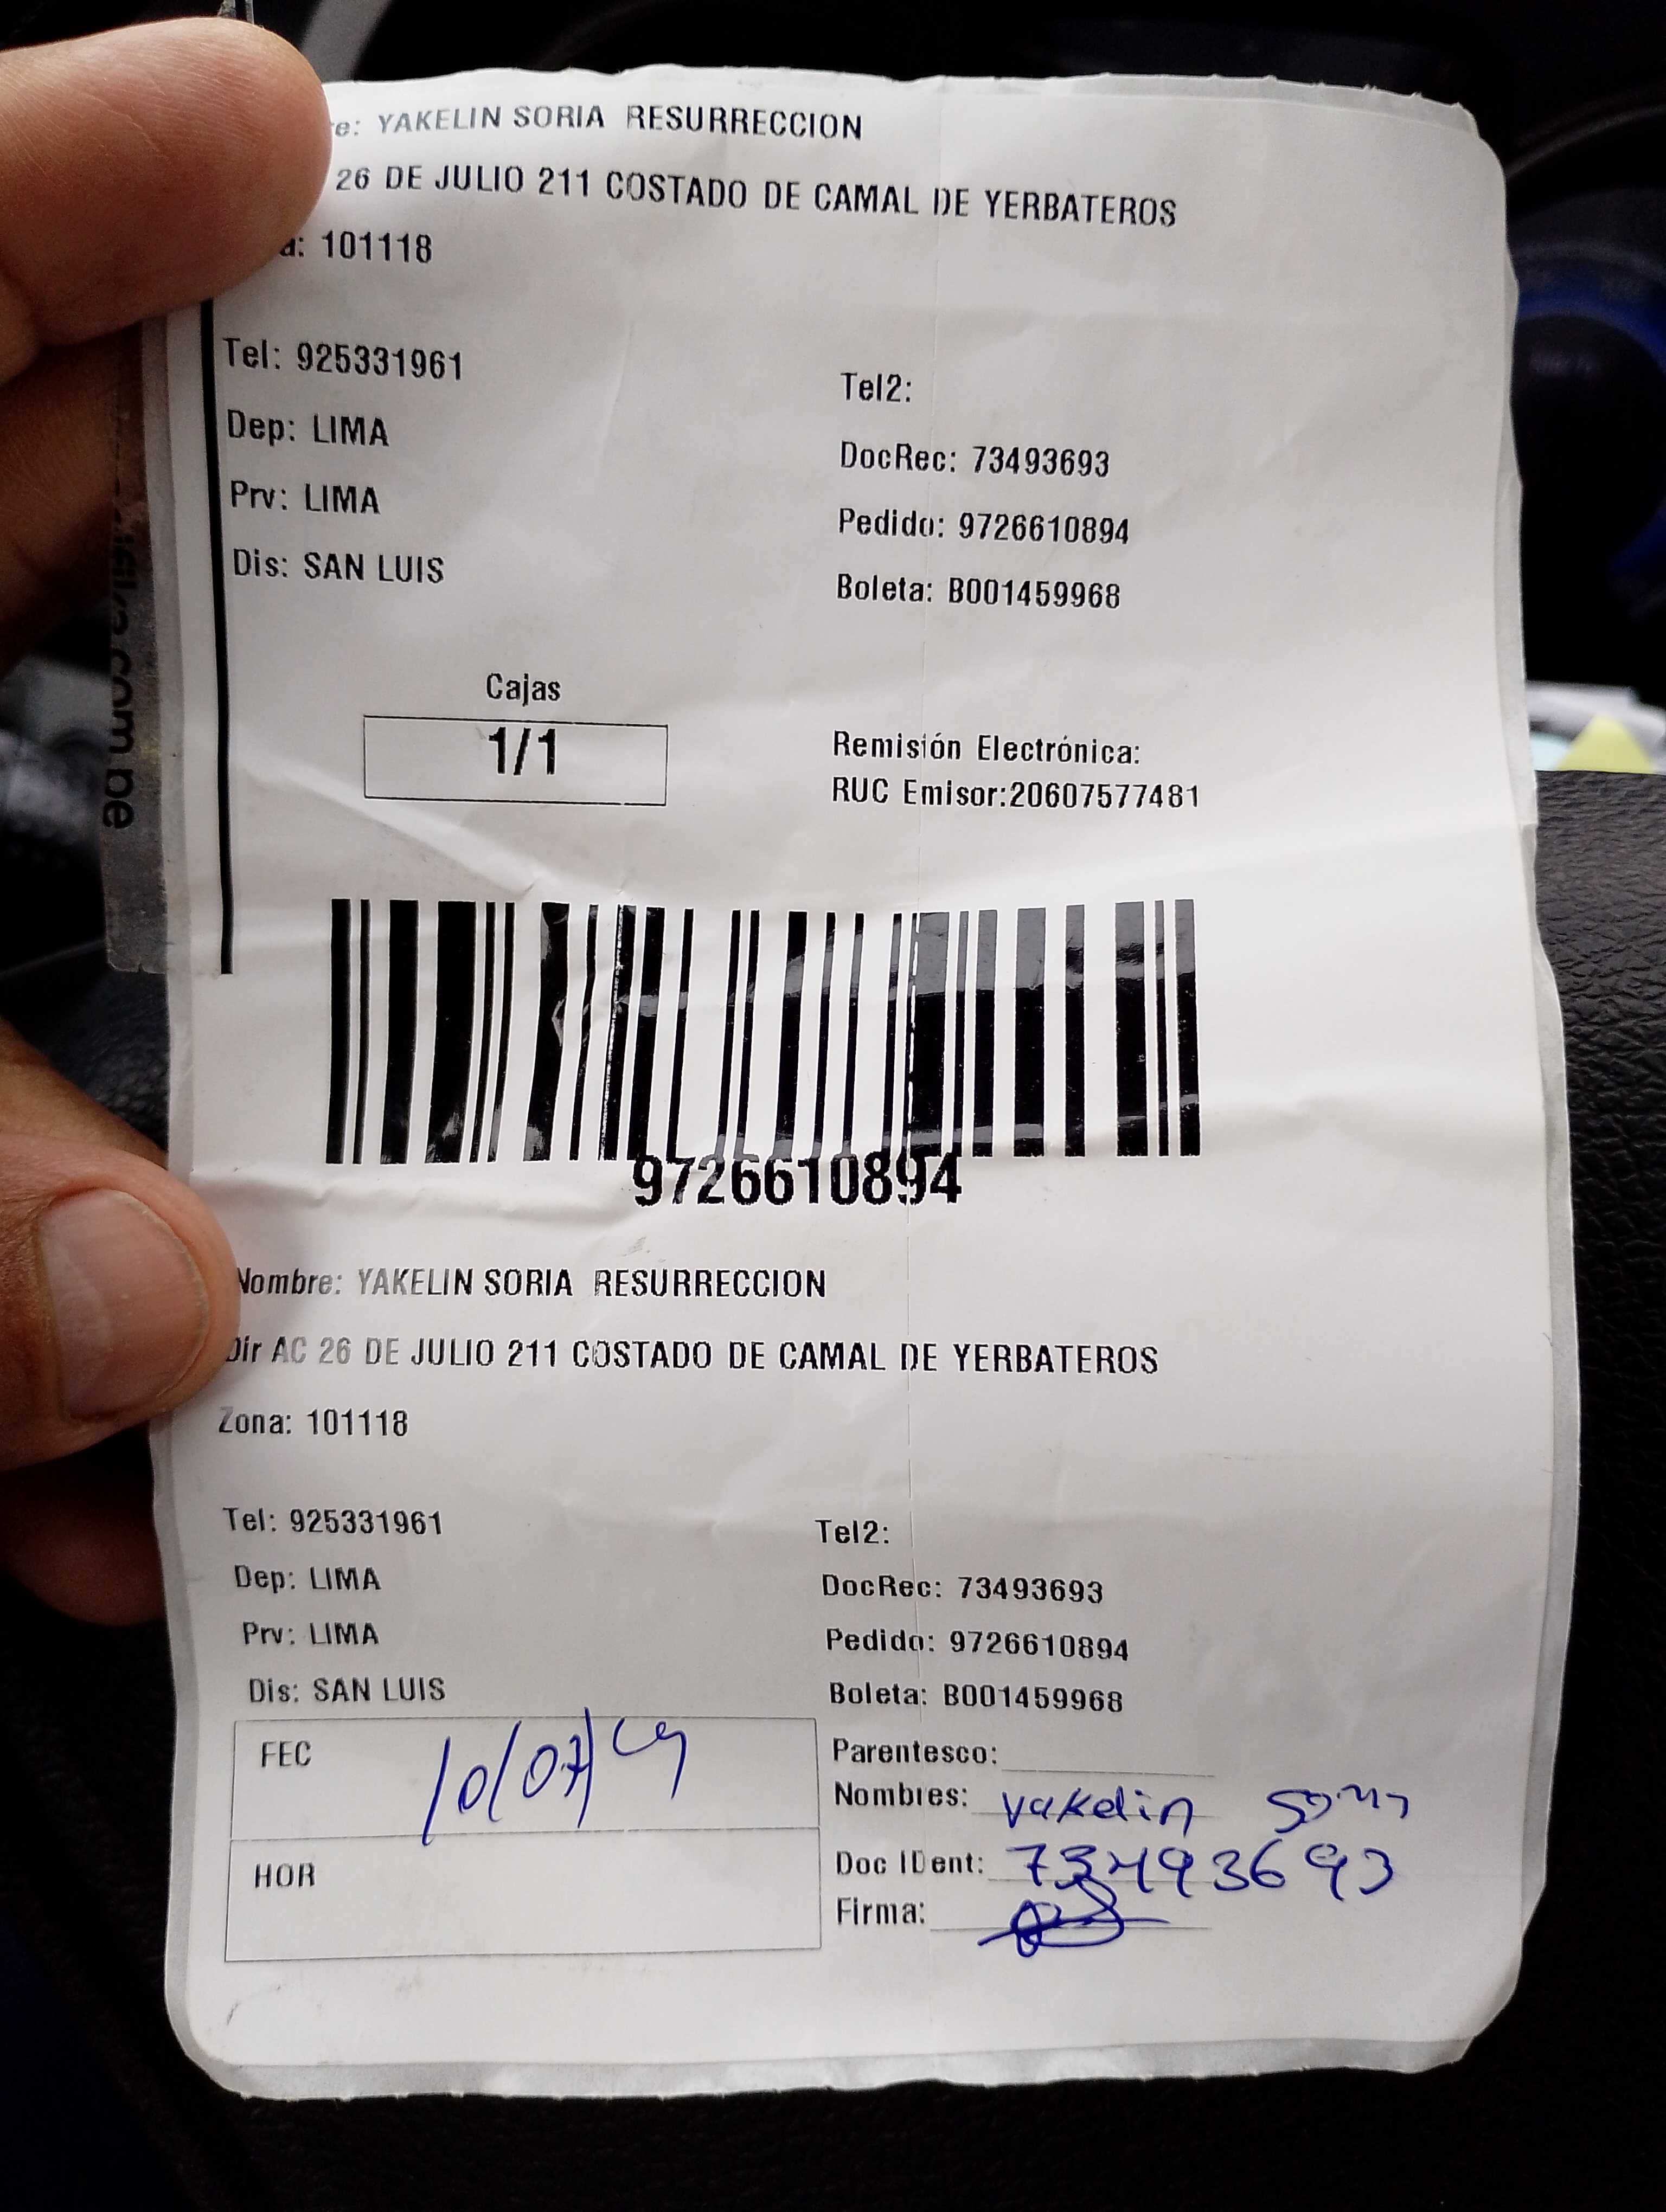 e: YAKELIN SORIA RESURRECCION
26 DE JULIO 211 COSTADO DE CAMAL DE YERBATEROS
a: 101118
Tel: 925331961
Tel2:
Dep: LIMA
DocRec: 73493693
Prv: LIMA
Pedido: 9726610894
Dis: SAN LUIS
Boleta: B001459968
Cajas
1/1
Remisión Electrónica:
RUC Emisor:20607577481
9726610894
Nombre: YAKELIN SORIA RESURRECCION
Dir AC 26 DE JULIO 211 COSTADO DE CAMAL DE YERBATEROS
Zona: 101118
Tel: 925331961
Tel2:
Dep: LIMA
DocRec: 73493693
Prv: LIMA
Pedido: 9726610894
Dis: SAN LUIS
Boleta: B001459968
FEC
Parentesco:
Nombres: yakelin
HOR
Doc IDent: 73493693
Firma:
com.pe